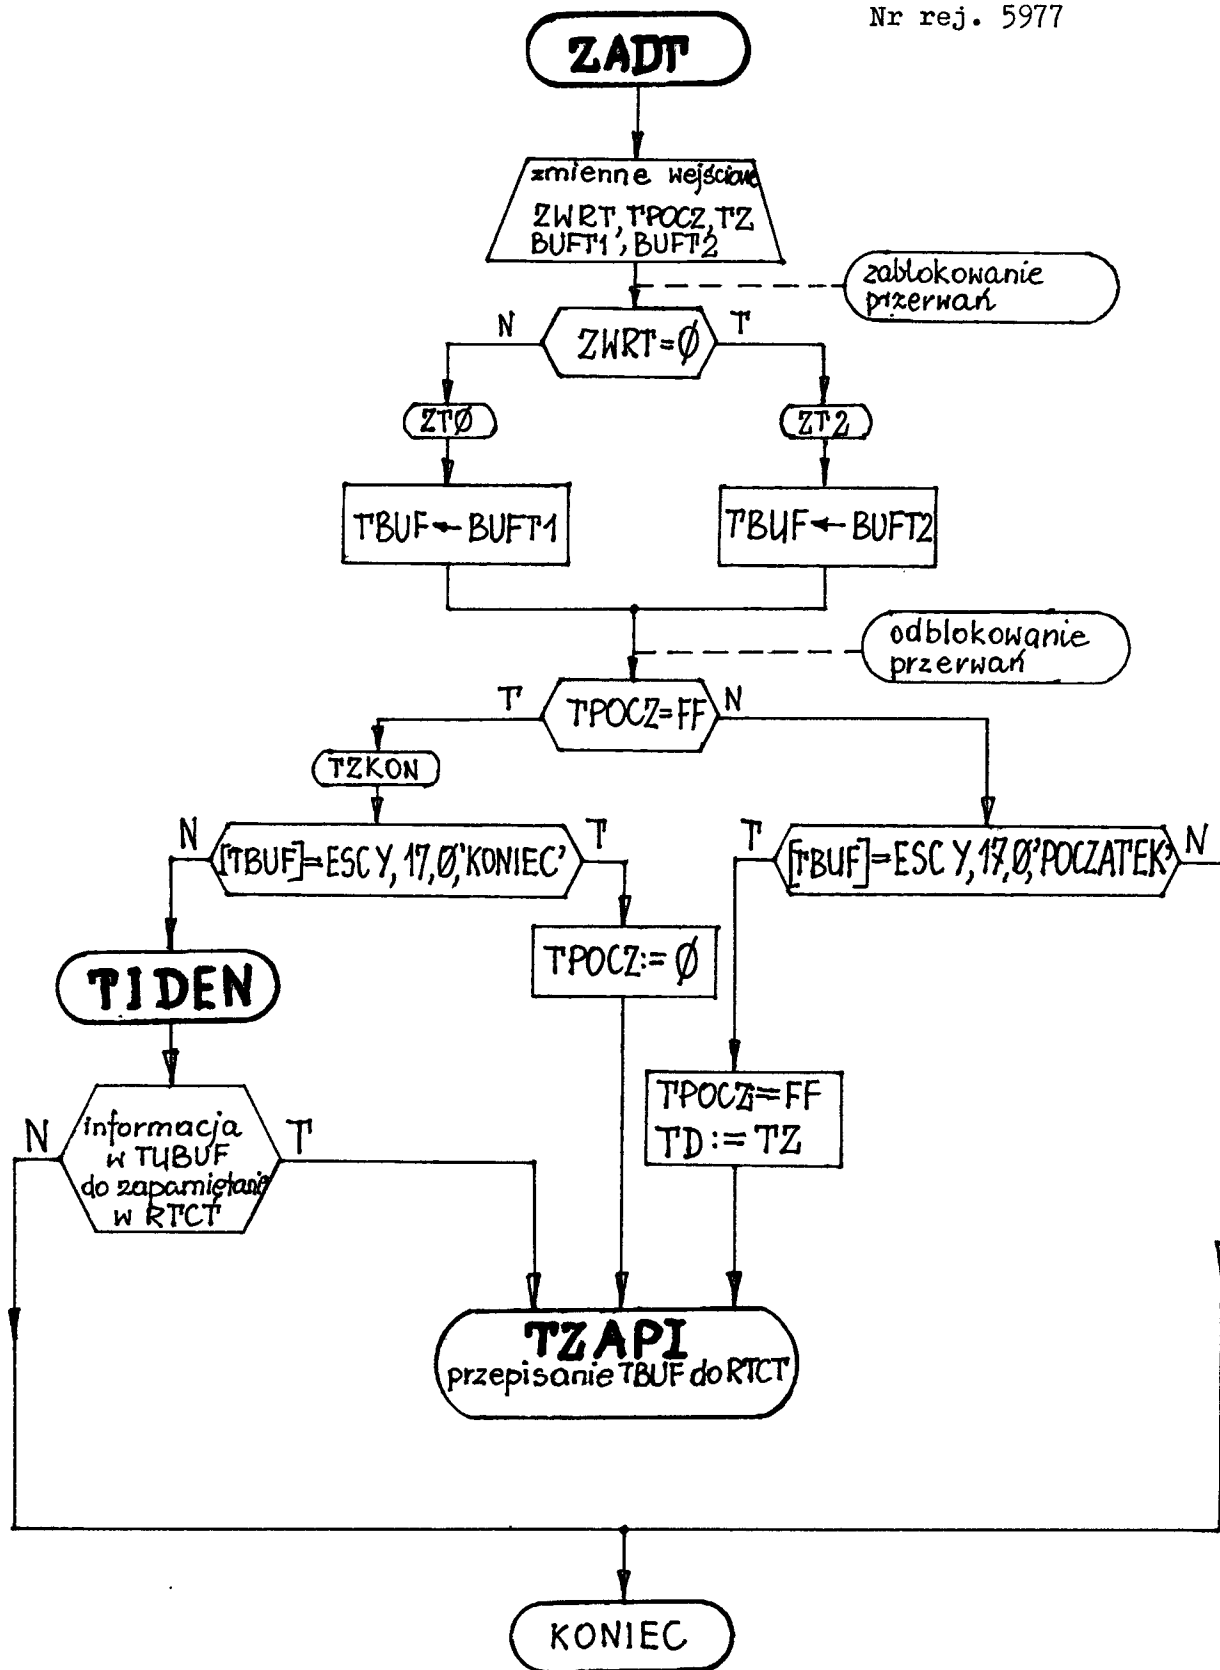 Nr rej. 5977
ZADT
zmienne wejściowe
ZWRT, TPOCZ, TZ
BUFT1, BUFT2
zablokowanie
przerwań
N
ZWRT=Ø
T
ZTØ
ZT2
TBUF ← BUFT1
TBUF ← BUFT2
odblokowanie
przerwań
T
TPOCZ=FF
N
TZKON
N
[TBUF]=ESC Y, 17,Ø,'KONIEC'
T
T
[TBUF]=ESC Y, 17,Ø,'POCZATEK'
N
TPOCZ:= Ø
TIDEN
TPOCZ:=FF
TD:= TZ
N
informacja
w TUBUF
do zapamiętanie
w RTCT
T
TZAPI
przepisanie TBUF do RTCT
KONIEC